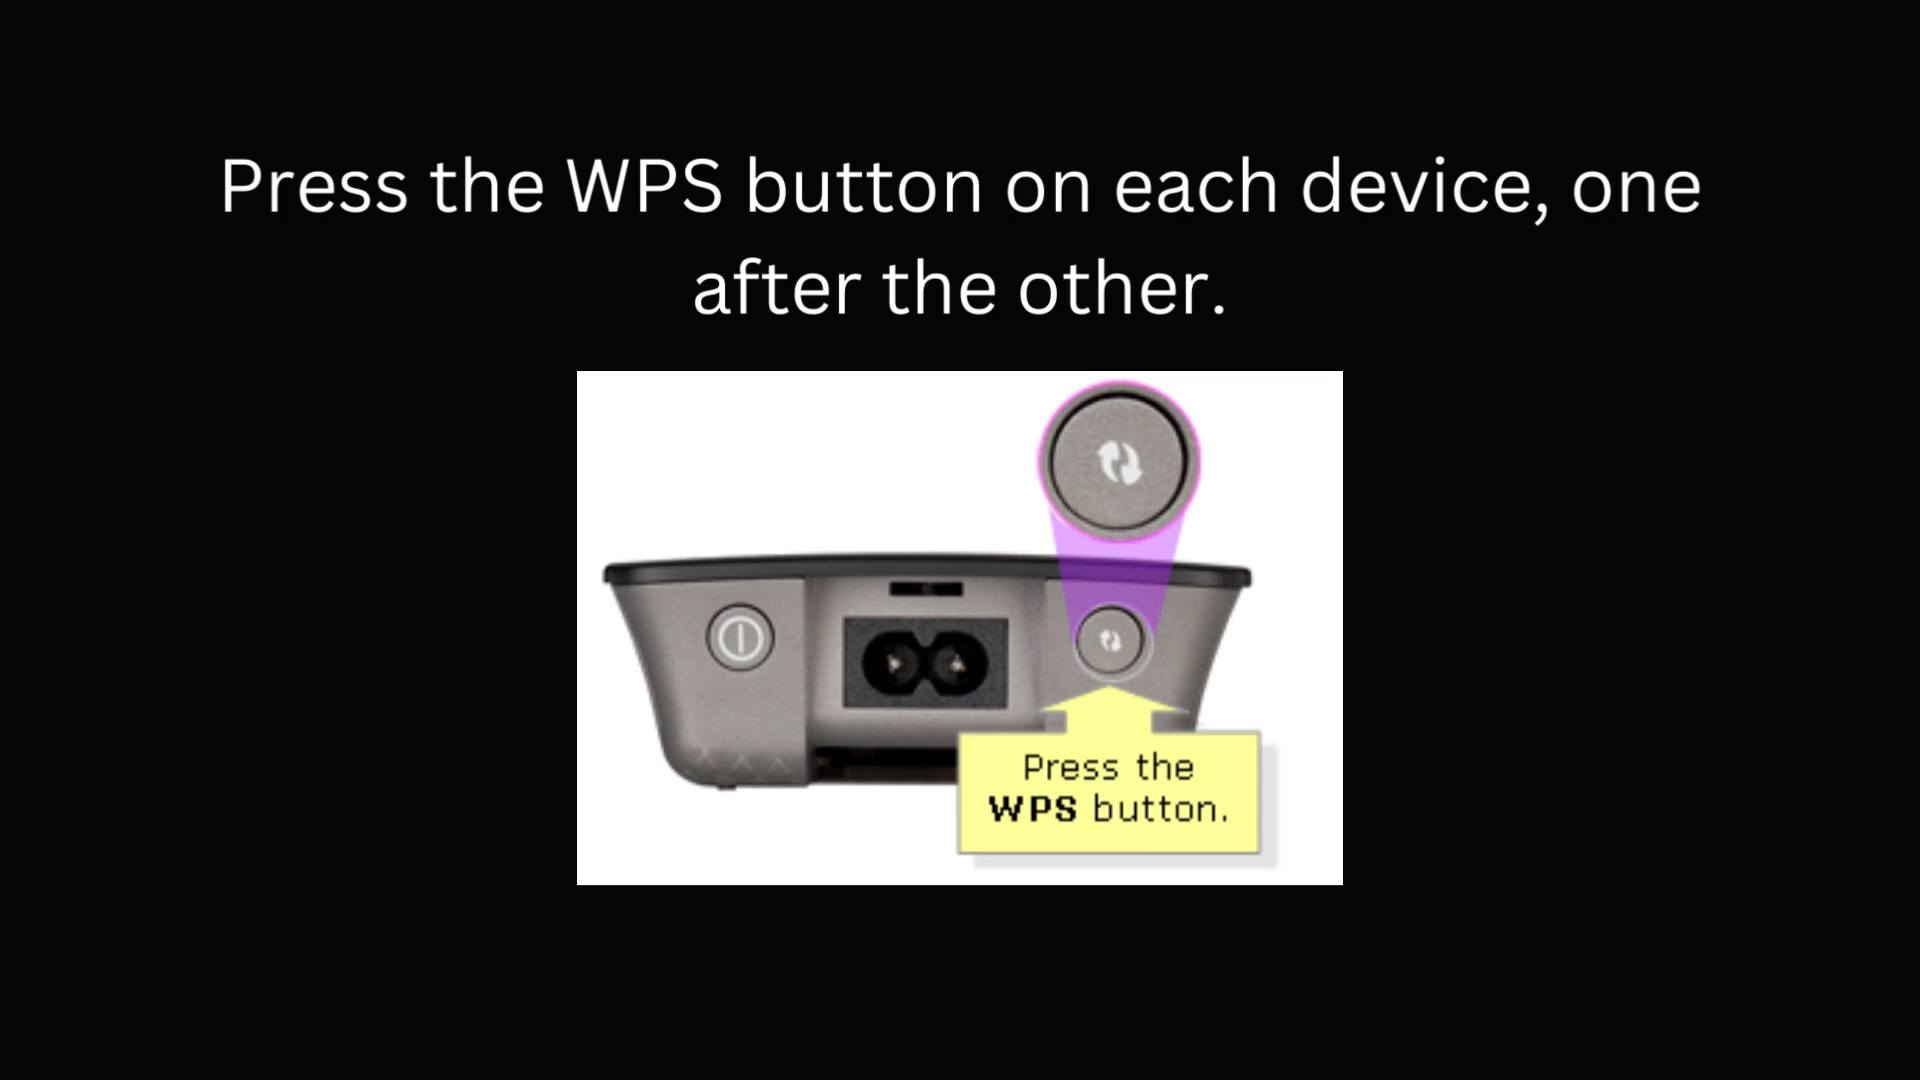 Press the WPS button on each device, one
after the other.
Press the
WPS button.